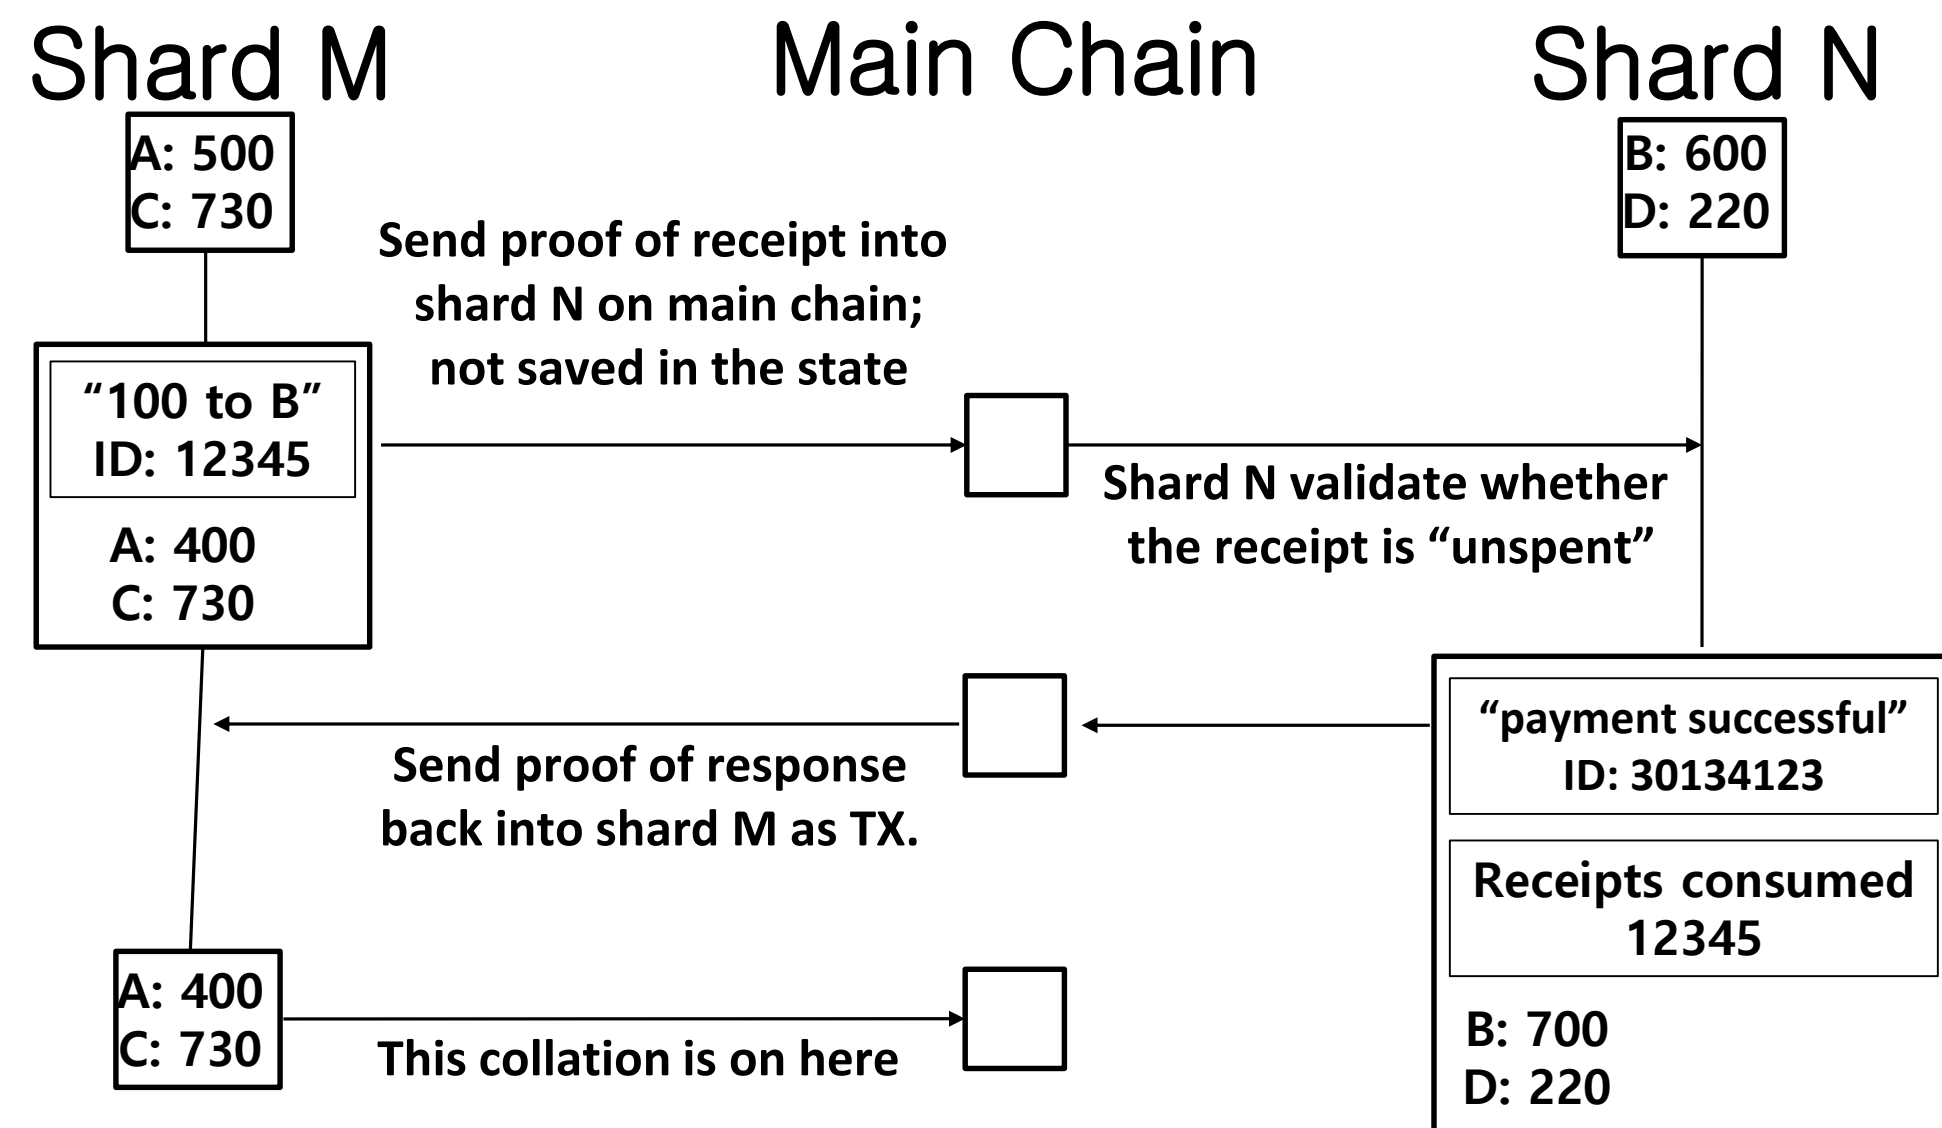 Shard M
Main Chain
Shard N
A: 500
C: 730
B: 600
D: 220
Send proof of receipt into
shard N on main chain;
not saved in the state
“100 to B”
ID: 12345
A: 400
C: 730
Shard N validate whether
the receipt is “unspent”
Send proof of response
back into shard M as TX.
“payment successful”
ID: 30134123
Receipts consumed
12345
B: 700
D: 220
A: 400
C: 730
This collation is on here